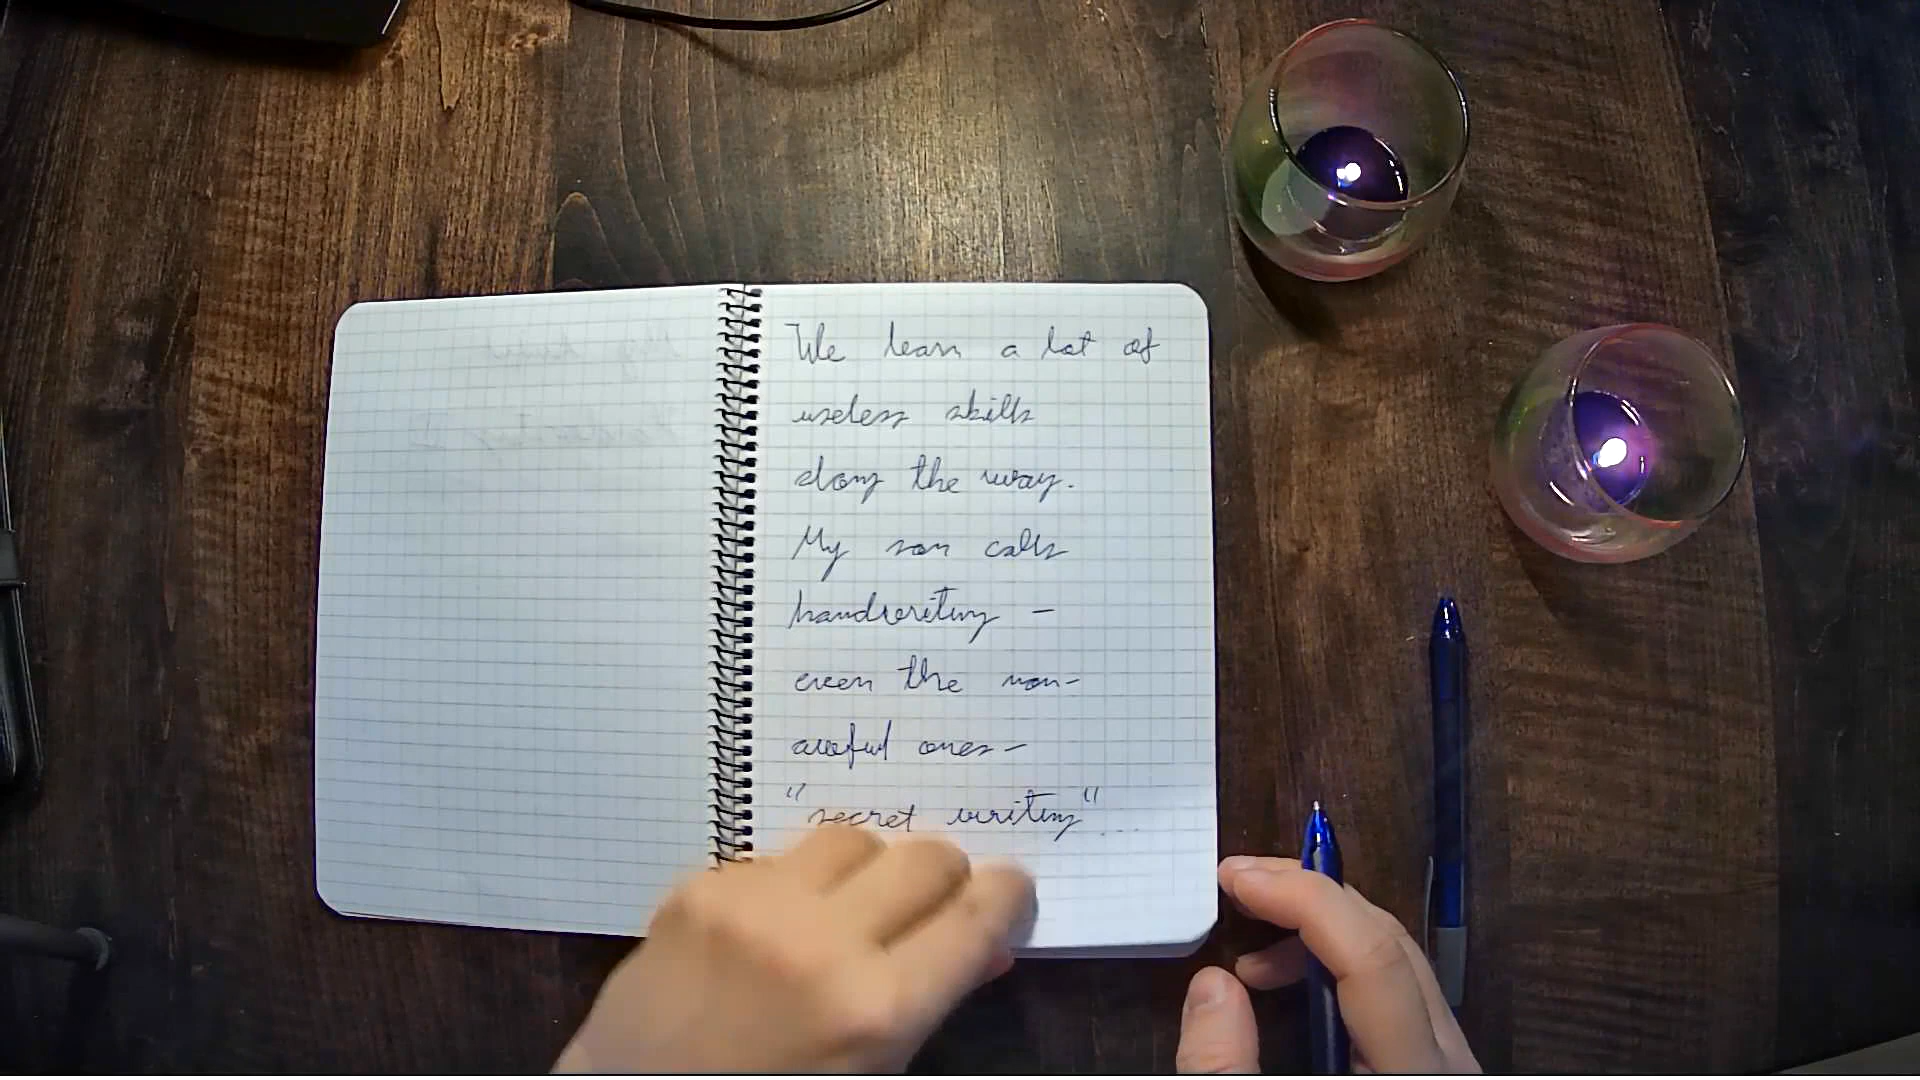 We learn a lot of
useless skills
along the way.
My son calls
handwriting -
even the non-
awful ones -
"secret writing"...